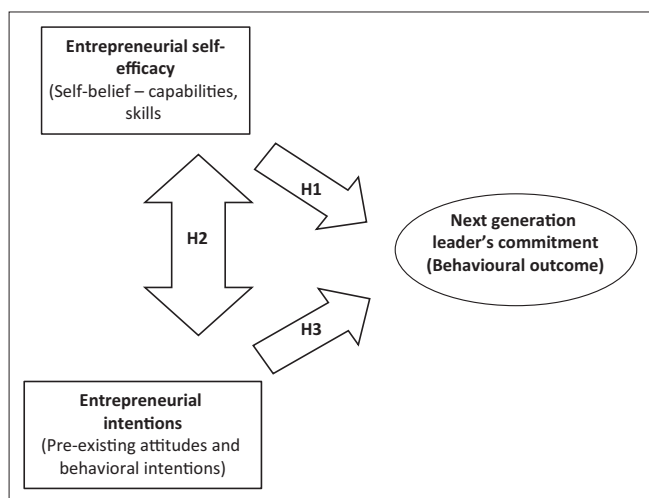 Entrepreneurial self-
efficacy
(Self-belief – capabilities,
skills
H1
H2
Next generation
leader's commitment
(Behavioural outcome)
H3
Entrepreneurial
intentions
(Pre-existing attitudes and
behavioral intentions)